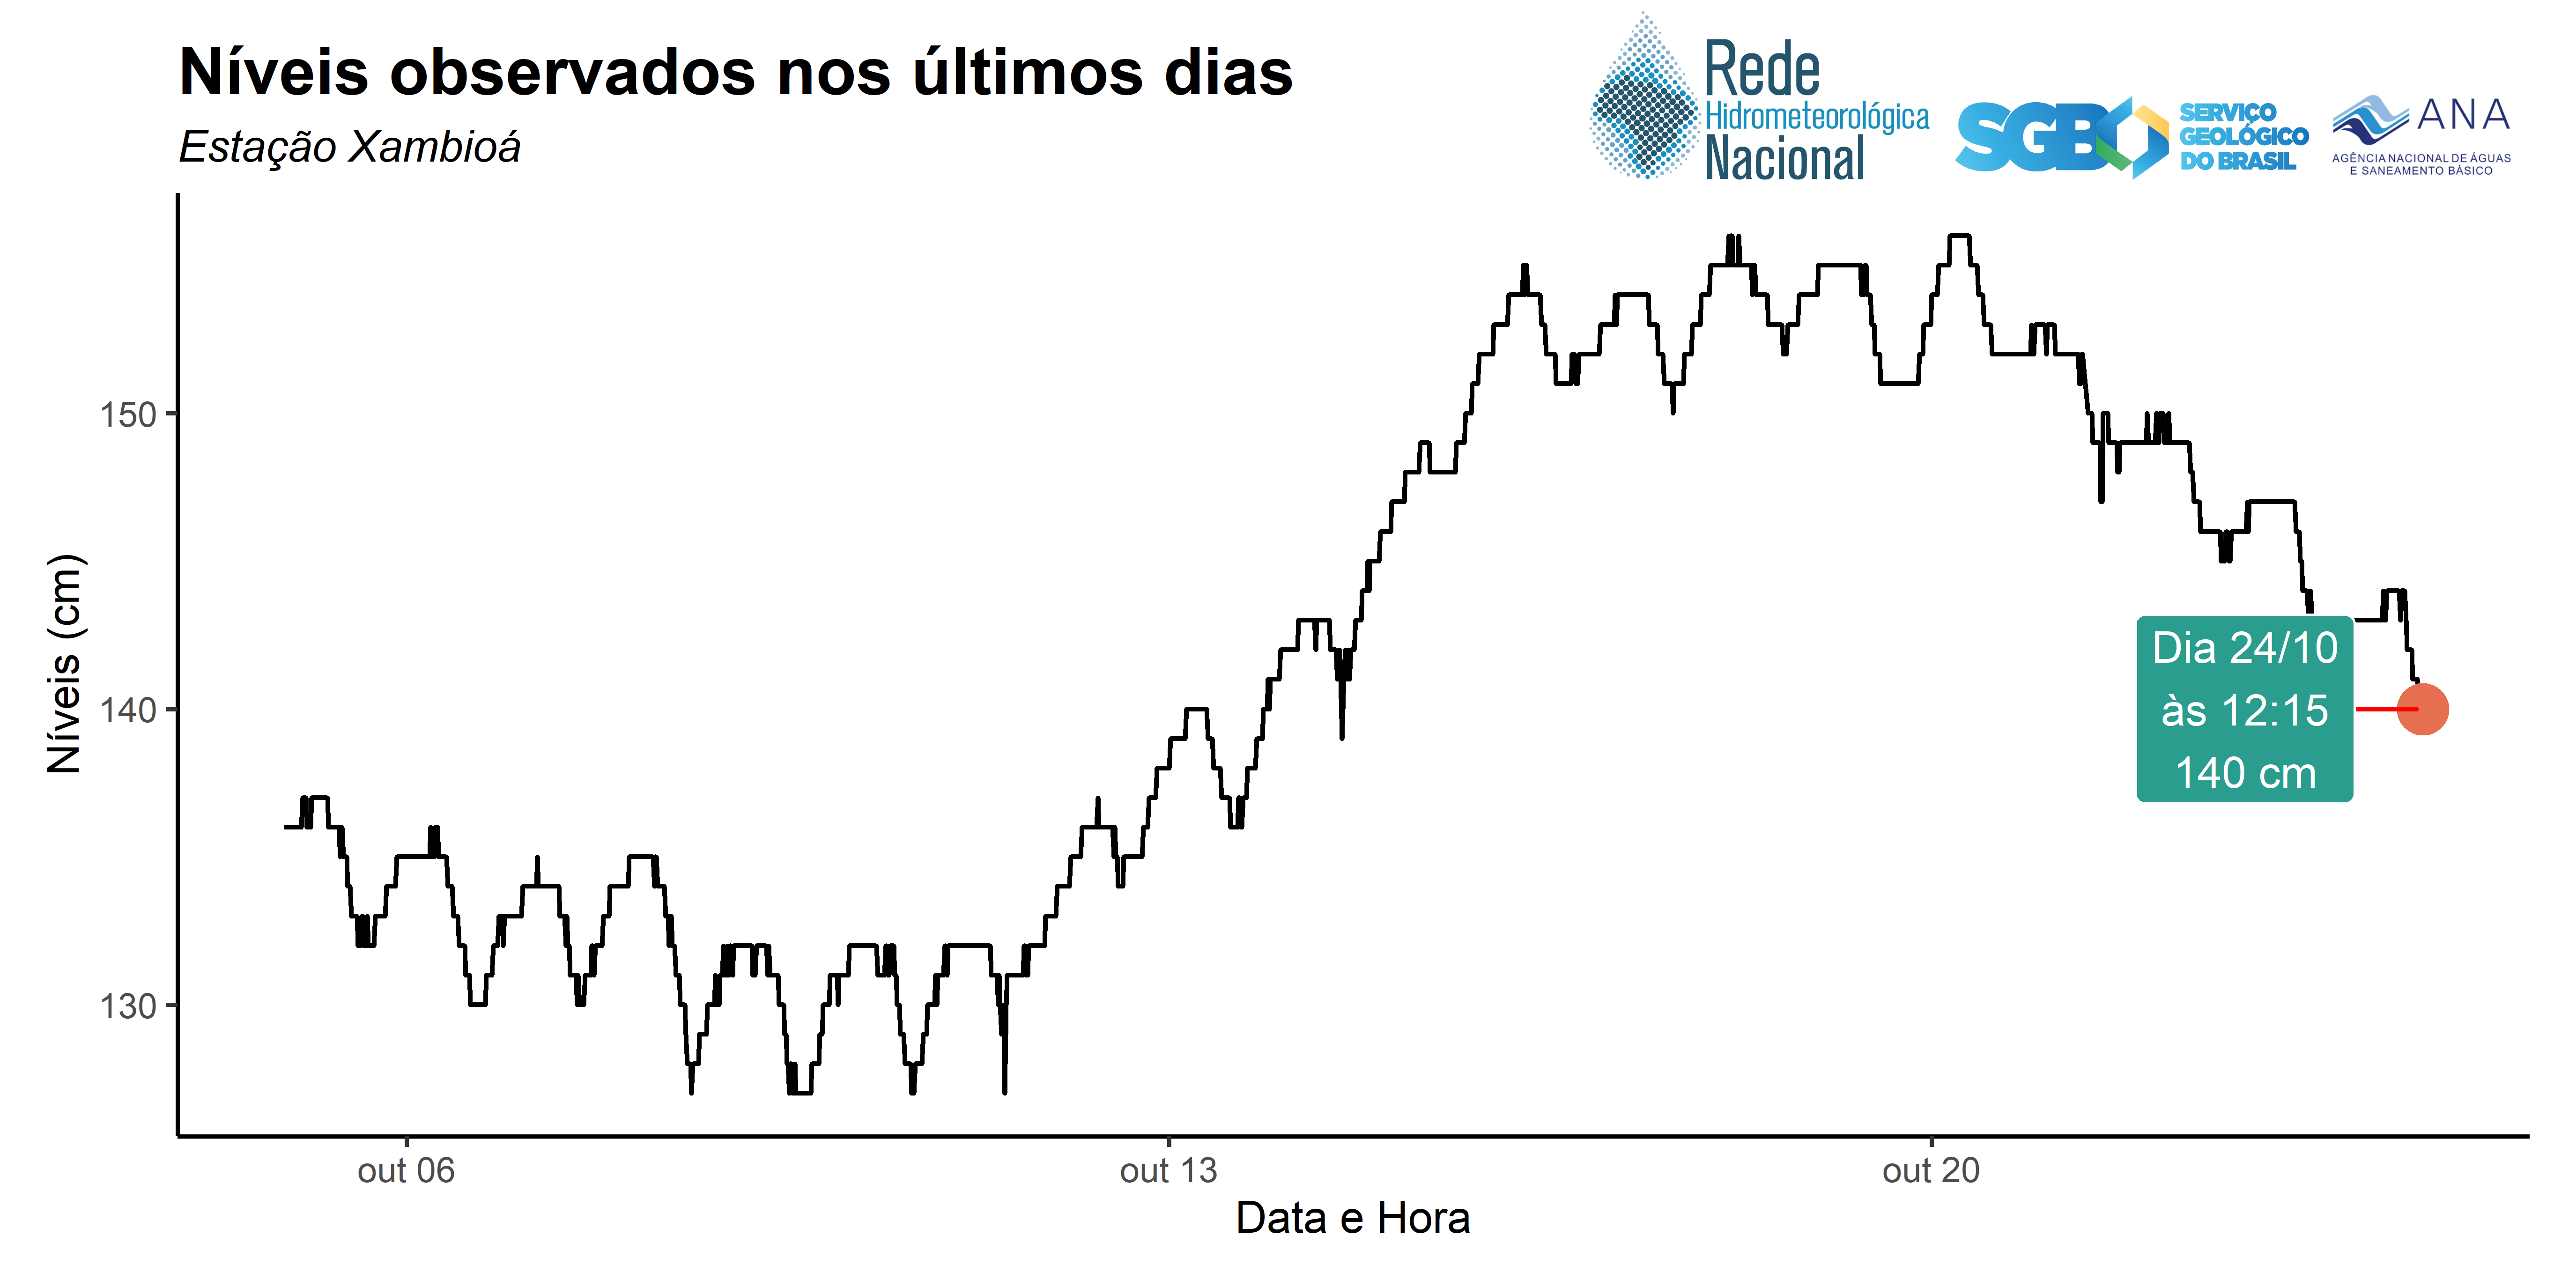 Níveis observados nos últimos dias
Estação Xambioá
Rede
Hidrometeorológica
Nacional
SGB
SERVIÇO
GEOLÓGICO
DO BRASIL
ANA
AGÊNCIA NACIONAL DE ÁGUAS
E SANEAMENTO BÁSICO
Níveis (cm)
150
140
130
Dia 24/10
às 12:15
140 cm
out 06
out 13
out 20
Data e Hora